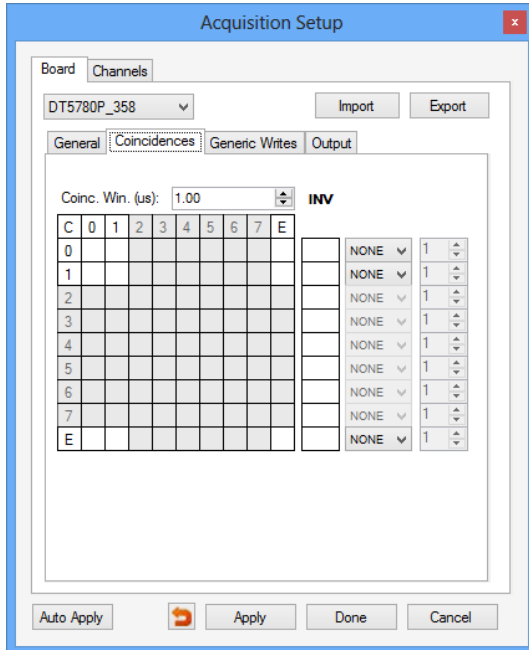 Acquisition Setup
x
Board Channels
DT5780P_358 Import Export
General Coincidences Generic Writes Output
Coinc. Win. (us): 1.00 INV
C 0 1 2 3 4 5 6 7 E
0 NONE 1
1 NONE 1
2 NONE 1
3 NONE 1
4 NONE 1
5 NONE 1
6 NONE 1
7 NONE 1
E NONE 1
Auto Apply Apply Done Cancel